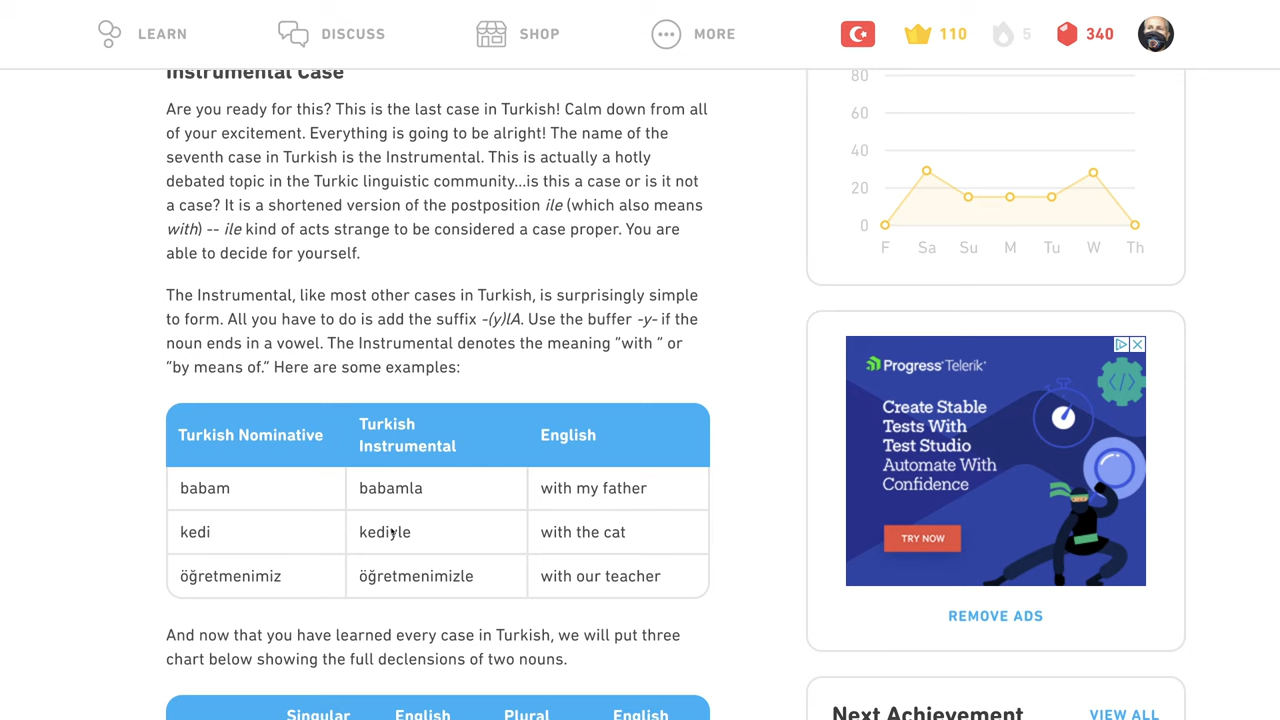 LEARN
DISCUSS
SHOP
MORE
110
5
340
Instrumental Case
Are you ready for this? This is the last case in Turkish! Calm down from all
of your excitement. Everything is going to be alright! The name of the
seventh case in Turkish is the Instrumental. This is actually a hotly
debated topic in the Turkic linguistic community...is this a case or is it not
a case? It is a shortened version of the postposition ile (which also means
with) -- ile kind of acts strange to be considered a case proper. You are
able to decide for yourself.
The Instrumental, like most other cases in Turkish, is surprisingly simple
to form. All you have to do is add the suffix -(y)lA. Use the buffer -y- if the
noun ends in a vowel. The Instrumental denotes the meaning “with ” or
“by means of.” Here are some examples:
Turkish Nominative
Turkish
Instrumental
English
babam
babamla
with my father
kedi
kediyle
with the cat
öğretmenimiz
öğretmenimizle
with our teacher
And now that you have learned every case in Turkish, we will put three
chart below showing the full declensions of two nouns.
Singular
English
Plural
English
80
60
40
20
0
F Sa Su M Tu W Th
Progress Telerik
Create Stable
Tests With
Test Studio
Automate With
Confidence
TRY NOW
REMOVE ADS
Next Achievement
VIEW ALL